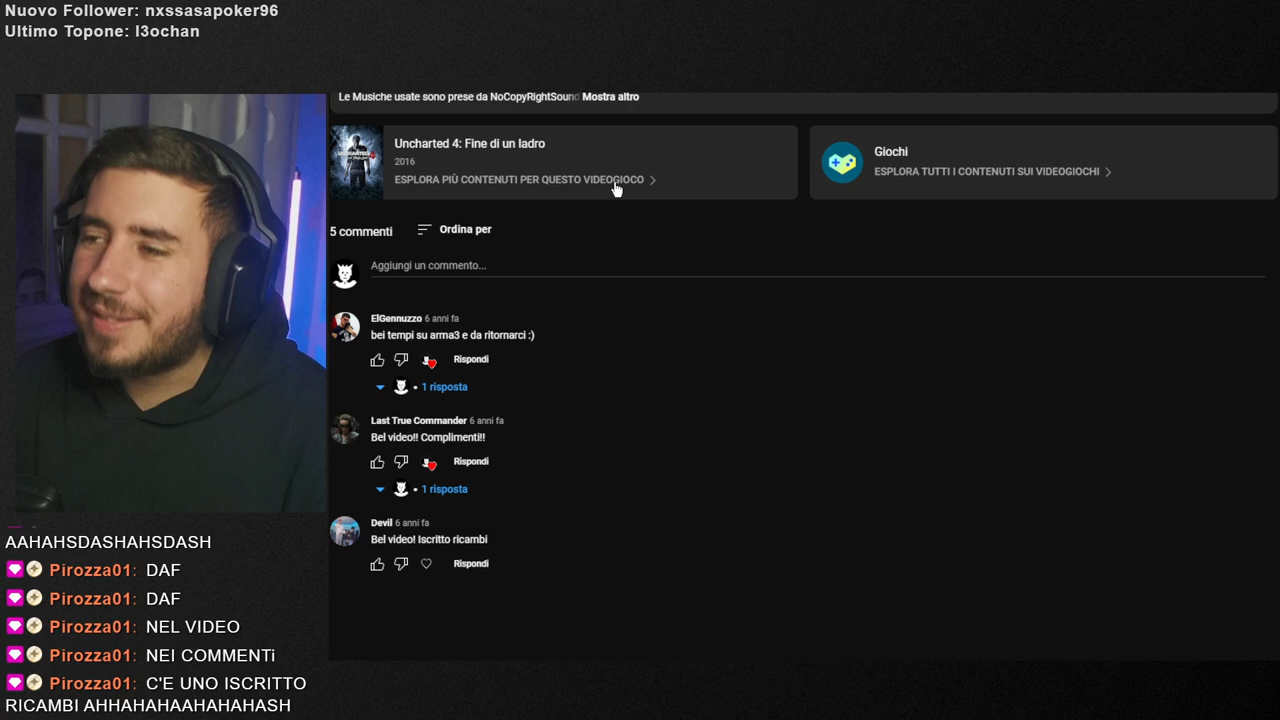 Nuovo Follower: nxssasapoker96
Ultimo Topone: l3ochan
Le Musiche usate sono prese da NoCopyRightSound Mostra altro
Uncharted 4: Fine di un ladro
2016
ESPLORA PIÙ CONTENUTI PER QUESTO VIDEOGIOCO
Giochi
ESPLORA TUTTI I CONTENUTI SUI VIDEOGIOCHI
5 commenti
Ordina per
Aggiungi un commento...
ElGennuzzo 6 anni fa
bei tempi su arma3 e da ritornarci :)
Rispondi
1 risposta
Last True Commander 6 anni fa
Bel video!! Complimenti!!
Rispondi
1 risposta
Devil 6 anni fa
Bel video! Iscritto ricambi
Rispondi
AAHAHSDASHAHSDASH
Pirozza01: DAF
Pirozza01: DAF
Pirozza01: NEL VIDEO
Pirozza01: NEI COMMENTi
Pirozza01: C'E UNO ISCRITTO
RICAMBI AHHAHAHAAHAHAHASH